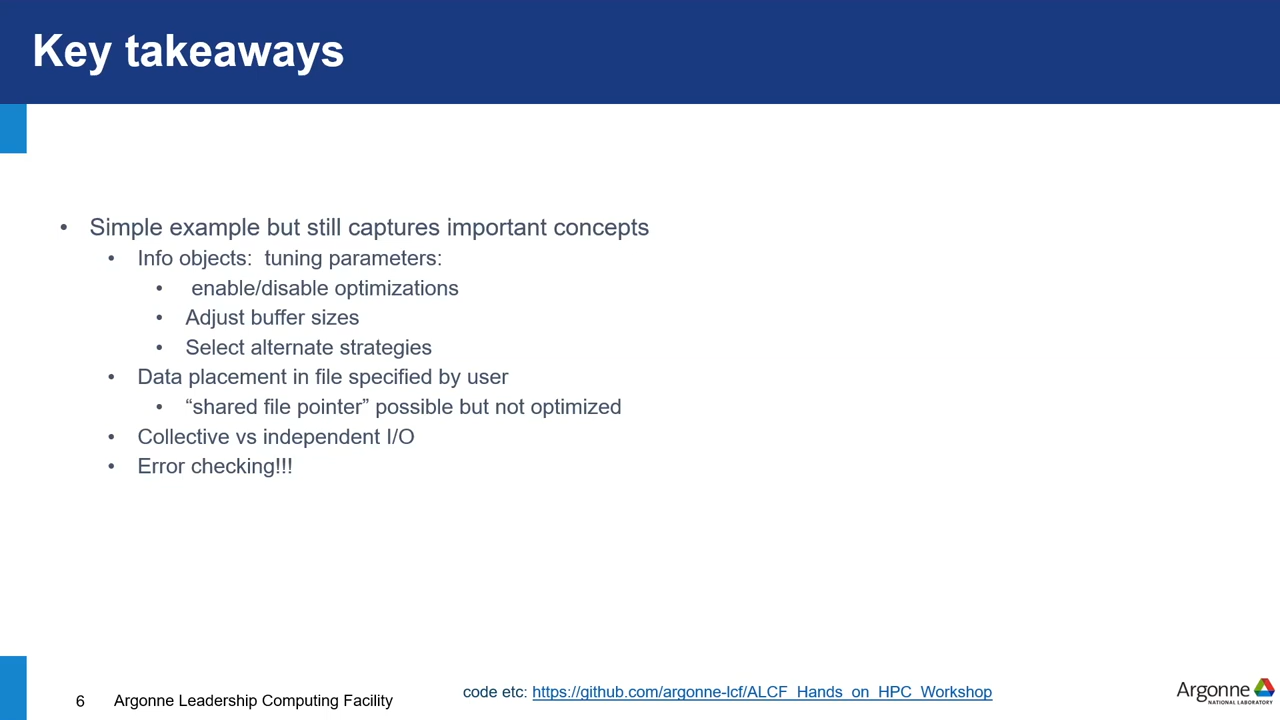 Key takeaways
• Simple example but still captures important concepts
• Info objects:  tuning parameters:
• enable/disable optimizations
• Adjust buffer sizes
• Select alternate strategies
• Data placement in file specified by user
• “shared file pointer” possible but not optimized
• Collective vs independent I/O
• Error checking!!!
6 Argonne Leadership Computing Facility
code etc: https://github.com/argonne-lcf/ALCF_Hands_on_HPC_Workshop
Argonne
NATIONAL LABORATORY